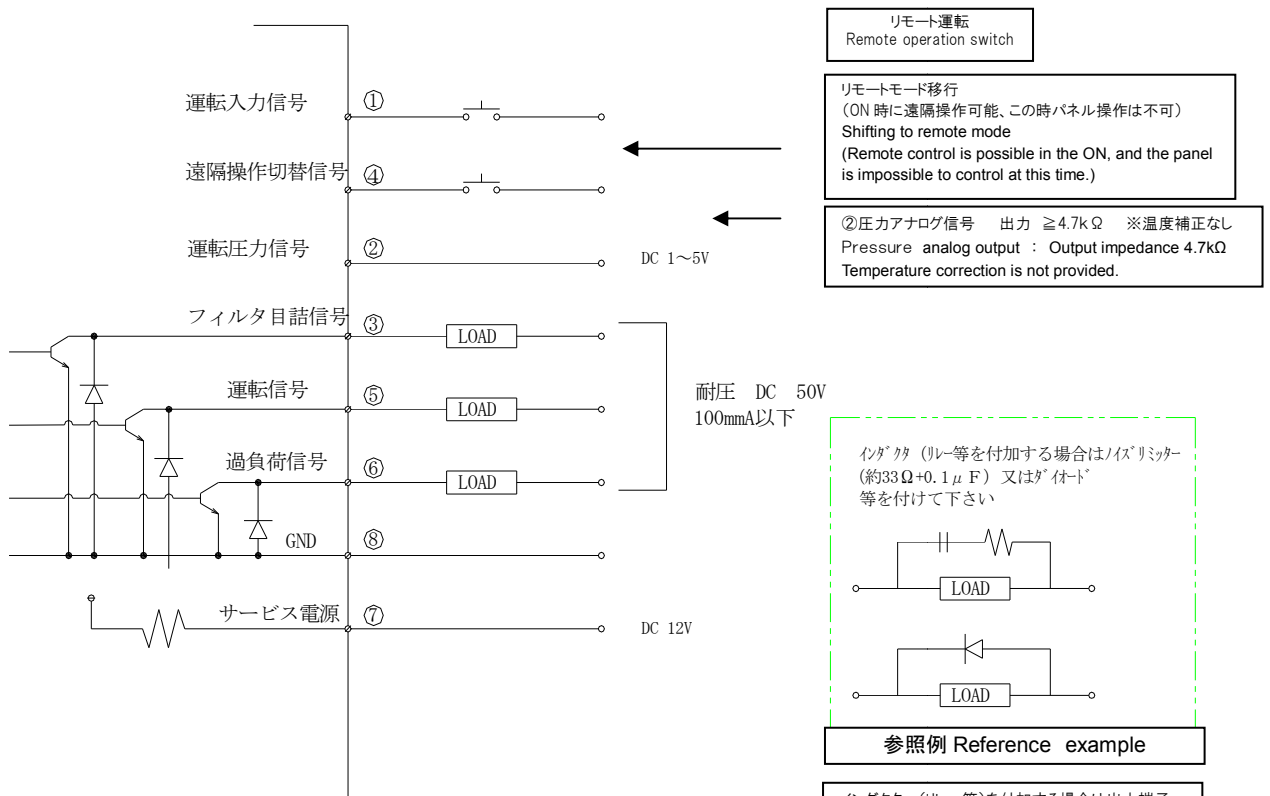 リモート運転
Remote operation switch
リモートモード移行
（ON 時に遠隔操作可能、この時パネル操作は不可）
Shifting to remote mode
(Remote control is possible in the ON, and the panel
is impossible to control at this time.)
②圧力アナログ信号 出力 ≧4.7kΩ ※温度補正なし
Pressure analog output ： Output impedance 4.7kΩ
Temperature correction is not provided.
運転入力信号 ①
遠隔操作切替信号 ④
運転圧力信号 ② DC 1～5V
フィルタ目詰信号 ③ LOAD
運転信号 ⑤ LOAD
過負荷信号 ⑥ LOAD
耐圧 DC 50V
100mmA以下
GND ⑧
サービス電源 ⑦ DC 12V
ｲﾝﾀﾞｸﾀ（ﾘﾚｰ等を付加する場合はﾉｲｽﾞﾘﾐｯﾀｰ
(約33Ω+0.1μF）又はﾀﾞｲｵｰﾄﾞ
等を付けて下さい
LOAD
LOAD
参照例 Reference example